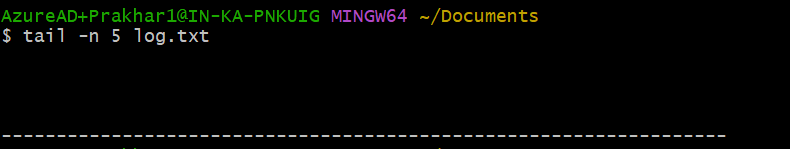 AzureAD+Prakhar1@IN-KA-PNKUIG MINGW64 ~/Documents
$ tail -n 5 log.txt
------------------------------------------------------------------